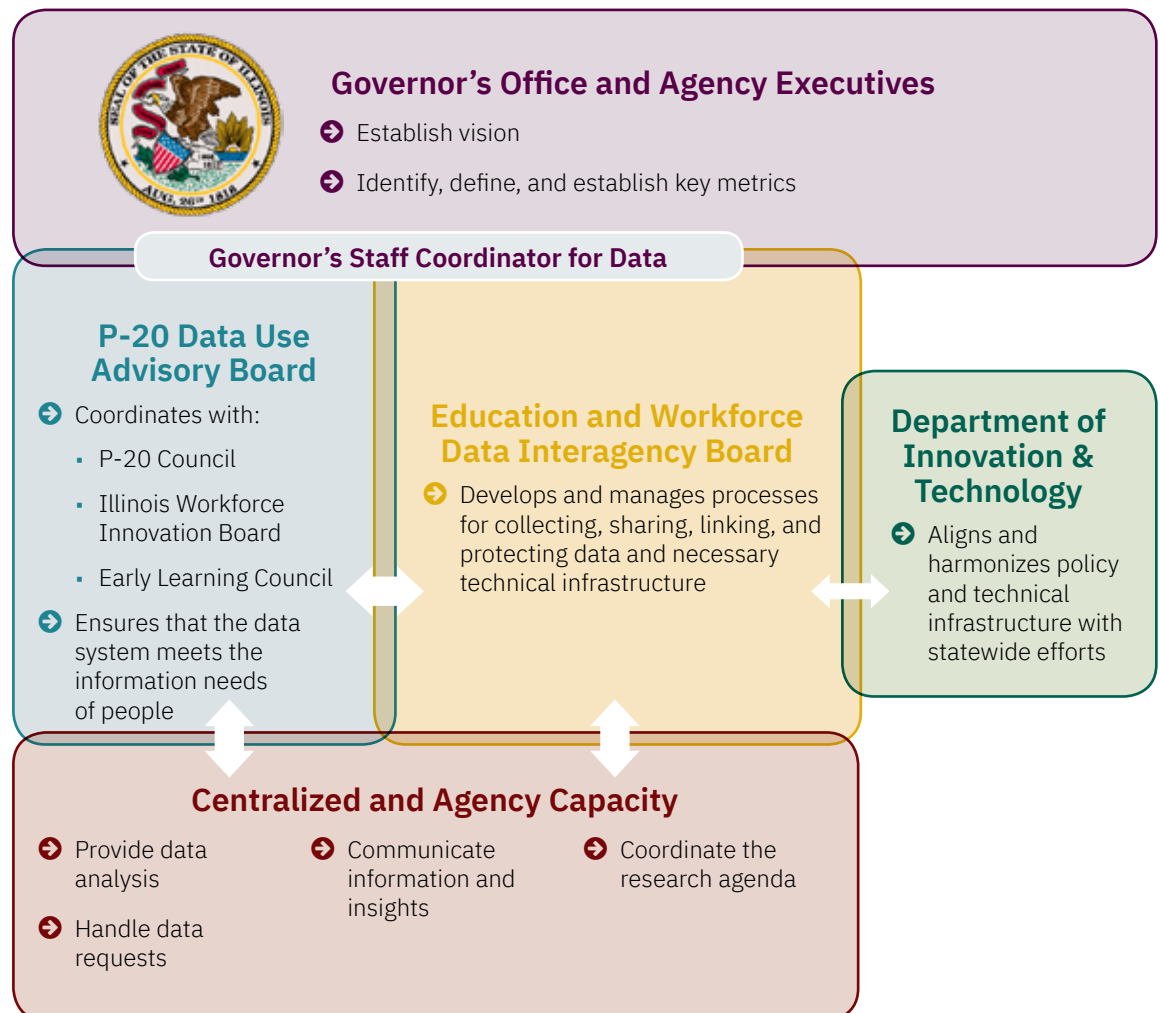 SEAL OF THE STATE OF ILLINOIS
AUG. 26TH 1818
Governor’s Office and Agency Executives
Establish vision
Identify, define, and establish key metrics
Governor’s Staff Coordinator for Data
P-20 Data Use
Advisory Board
Coordinates with:
P-20 Council
Illinois Workforce
Innovation Board
Early Learning Council
Ensures that the data
system meets the
information needs
of people
Education and Workforce
Data Interagency Board
Develops and manages processes
for collecting, sharing, linking, and
protecting data and necessary
technical infrastructure
Department of
Innovation &
Technology
Aligns and
harmonizes policy
and technical
infrastructure with
statewide efforts
Centralized and Agency Capacity
Provide data
analysis
Handle data
requests
Communicate
information and
insights
Coordinate the
research agenda